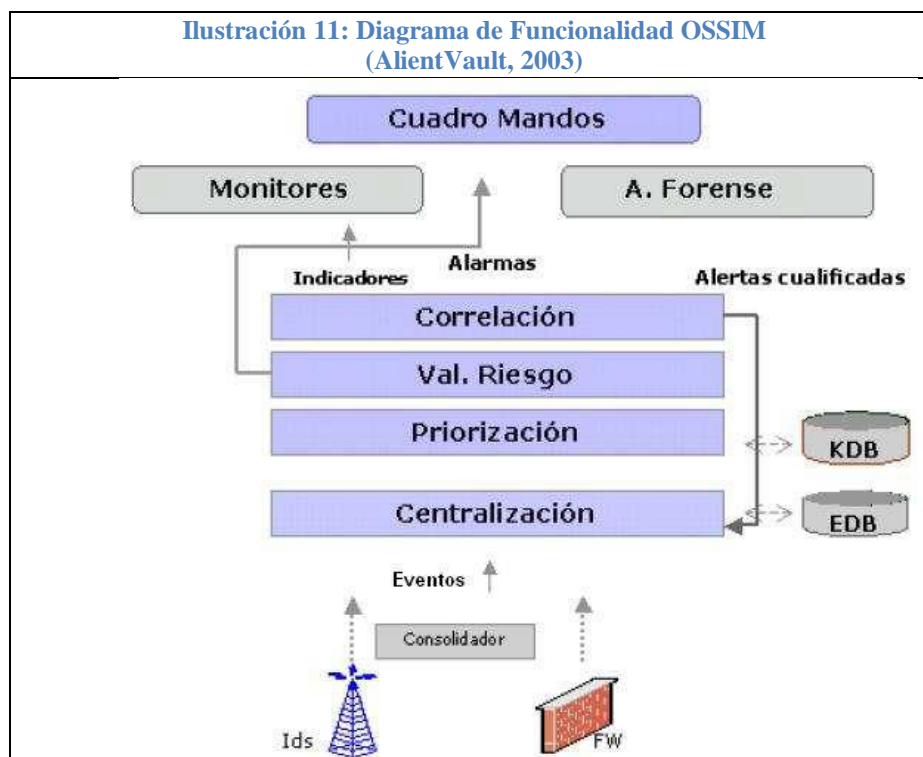 Ilustración 11: Diagrama de Funcionalidad OSSIM
(AlientVault, 2003)
Cuadro Mandos
Monitores
A. Forense
Indicadores
Alarmas
Alertas cualificadas
Correlación
Val. Riesgo
Priorización
KDB
Centralización
EDB
Eventos
Consolidador
Ids
FW